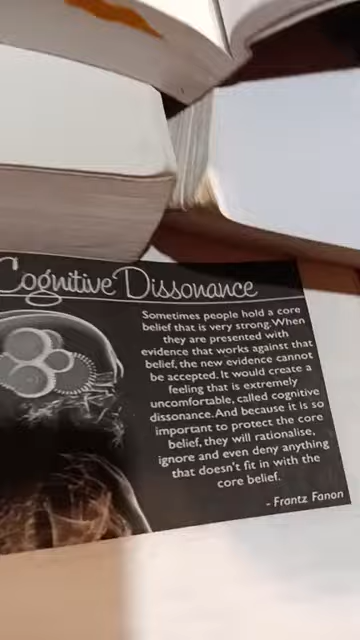 Cognitive Dissonance
Sometimes people hold a core
belief that is very strong. When
they are presented with
evidence that works against that
belief, the new evidence cannot
be accepted. It would create a
feeling that is extremely
uncomfortable, called cognitive
dissonance. And because it is so
important to protect the core
belief, they will rationalise,
ignore and even deny anything
that doesn't fit in with the
core belief.
- Frantz Fanon